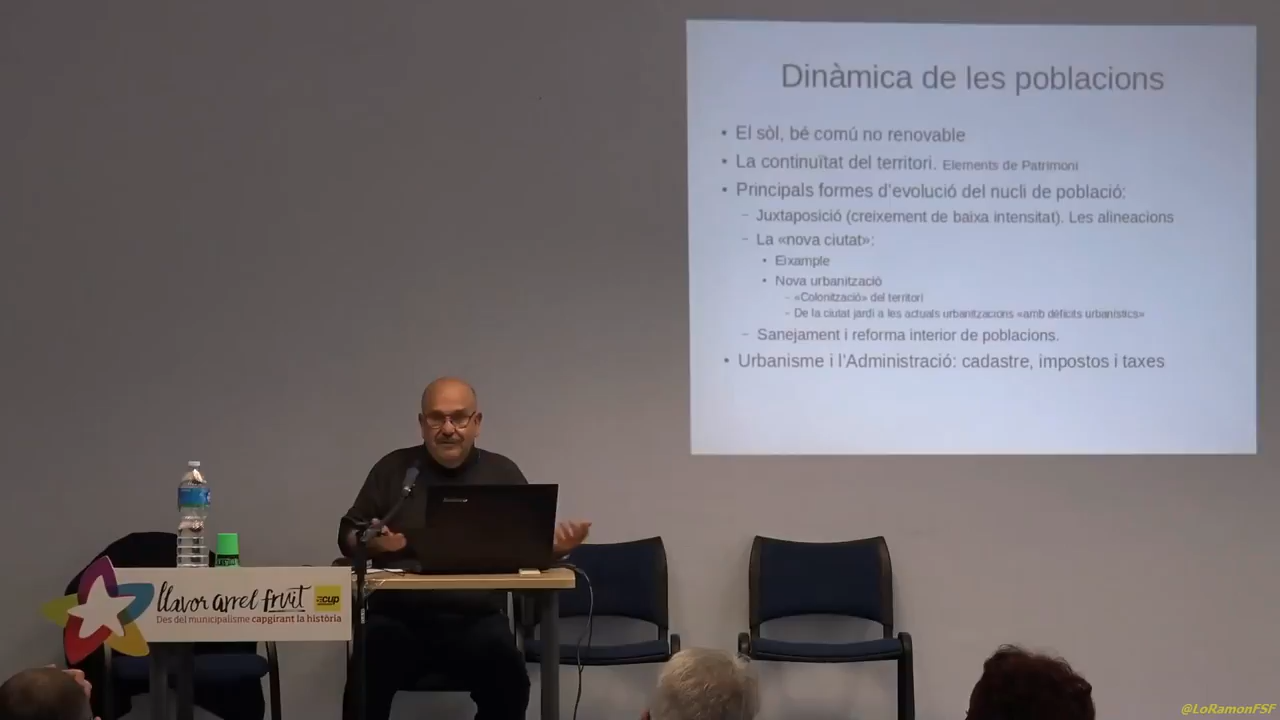 Dinàmica de les poblacions
• El sòl, bé comú no renovable
• La continuïtat del territori. Elements de Patrimoni
• Principals formes d’evolució del nucli de població:
– Juxtaposició (creixement de baixa intensitat). Les alineacions
– La «nova ciutat»:
• Eixample
• Nova urbanització
– «Colonització» del territori
– De la ciutat jardí a les actuals urbanitzacions «amb dèficits urbanístics»
– Sanejament i reforma interior de poblacions.
• Urbanisme i l’Administració: cadastre, impostos i taxes
llavor arrel fruit
cup
Des del municipalisme capgirant la història
@LoRamonFSF